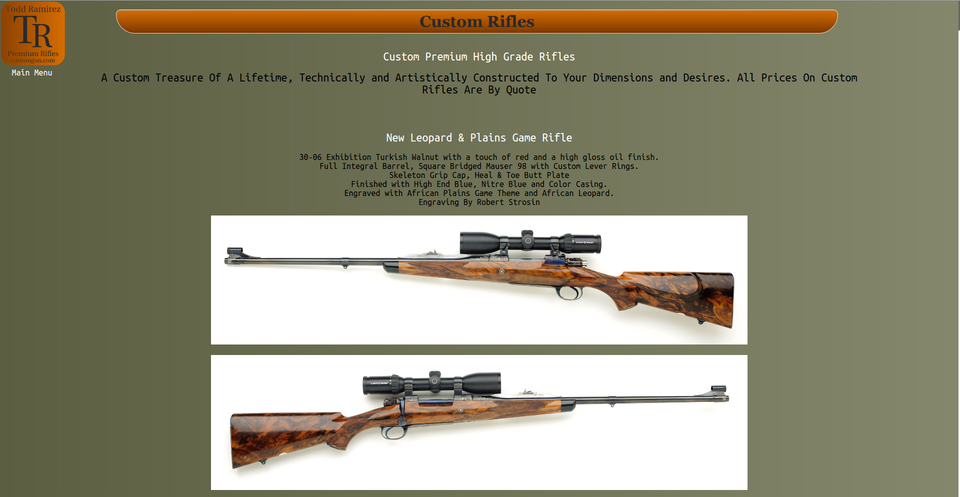 Todd Ramirez
TR
Premium Rifles
customgun.com
Main Menu
Custom Rifles
Custom Premium High Grade Rifles
A Custom Treasure Of A Lifetime, Technically and Artistically Constructed To Your Dimensions and Desires. All Prices On Custom
Rifles Are By Quote
New Leopard & Plains Game Rifle
30-06 Exhibition Turkish Walnut with a touch of red and a high gloss oil finish.
Full Integral Barrel, Square Bridged Mauser 98 with Custom Lever Rings.
Skeleton Grip Cap, Heal & Toe Butt Plate
Finished with High End Blue, Nitre Blue and Color Casing.
Engraved with African Plains Game Theme and African Leopard.
Engraving By Robert Strosin